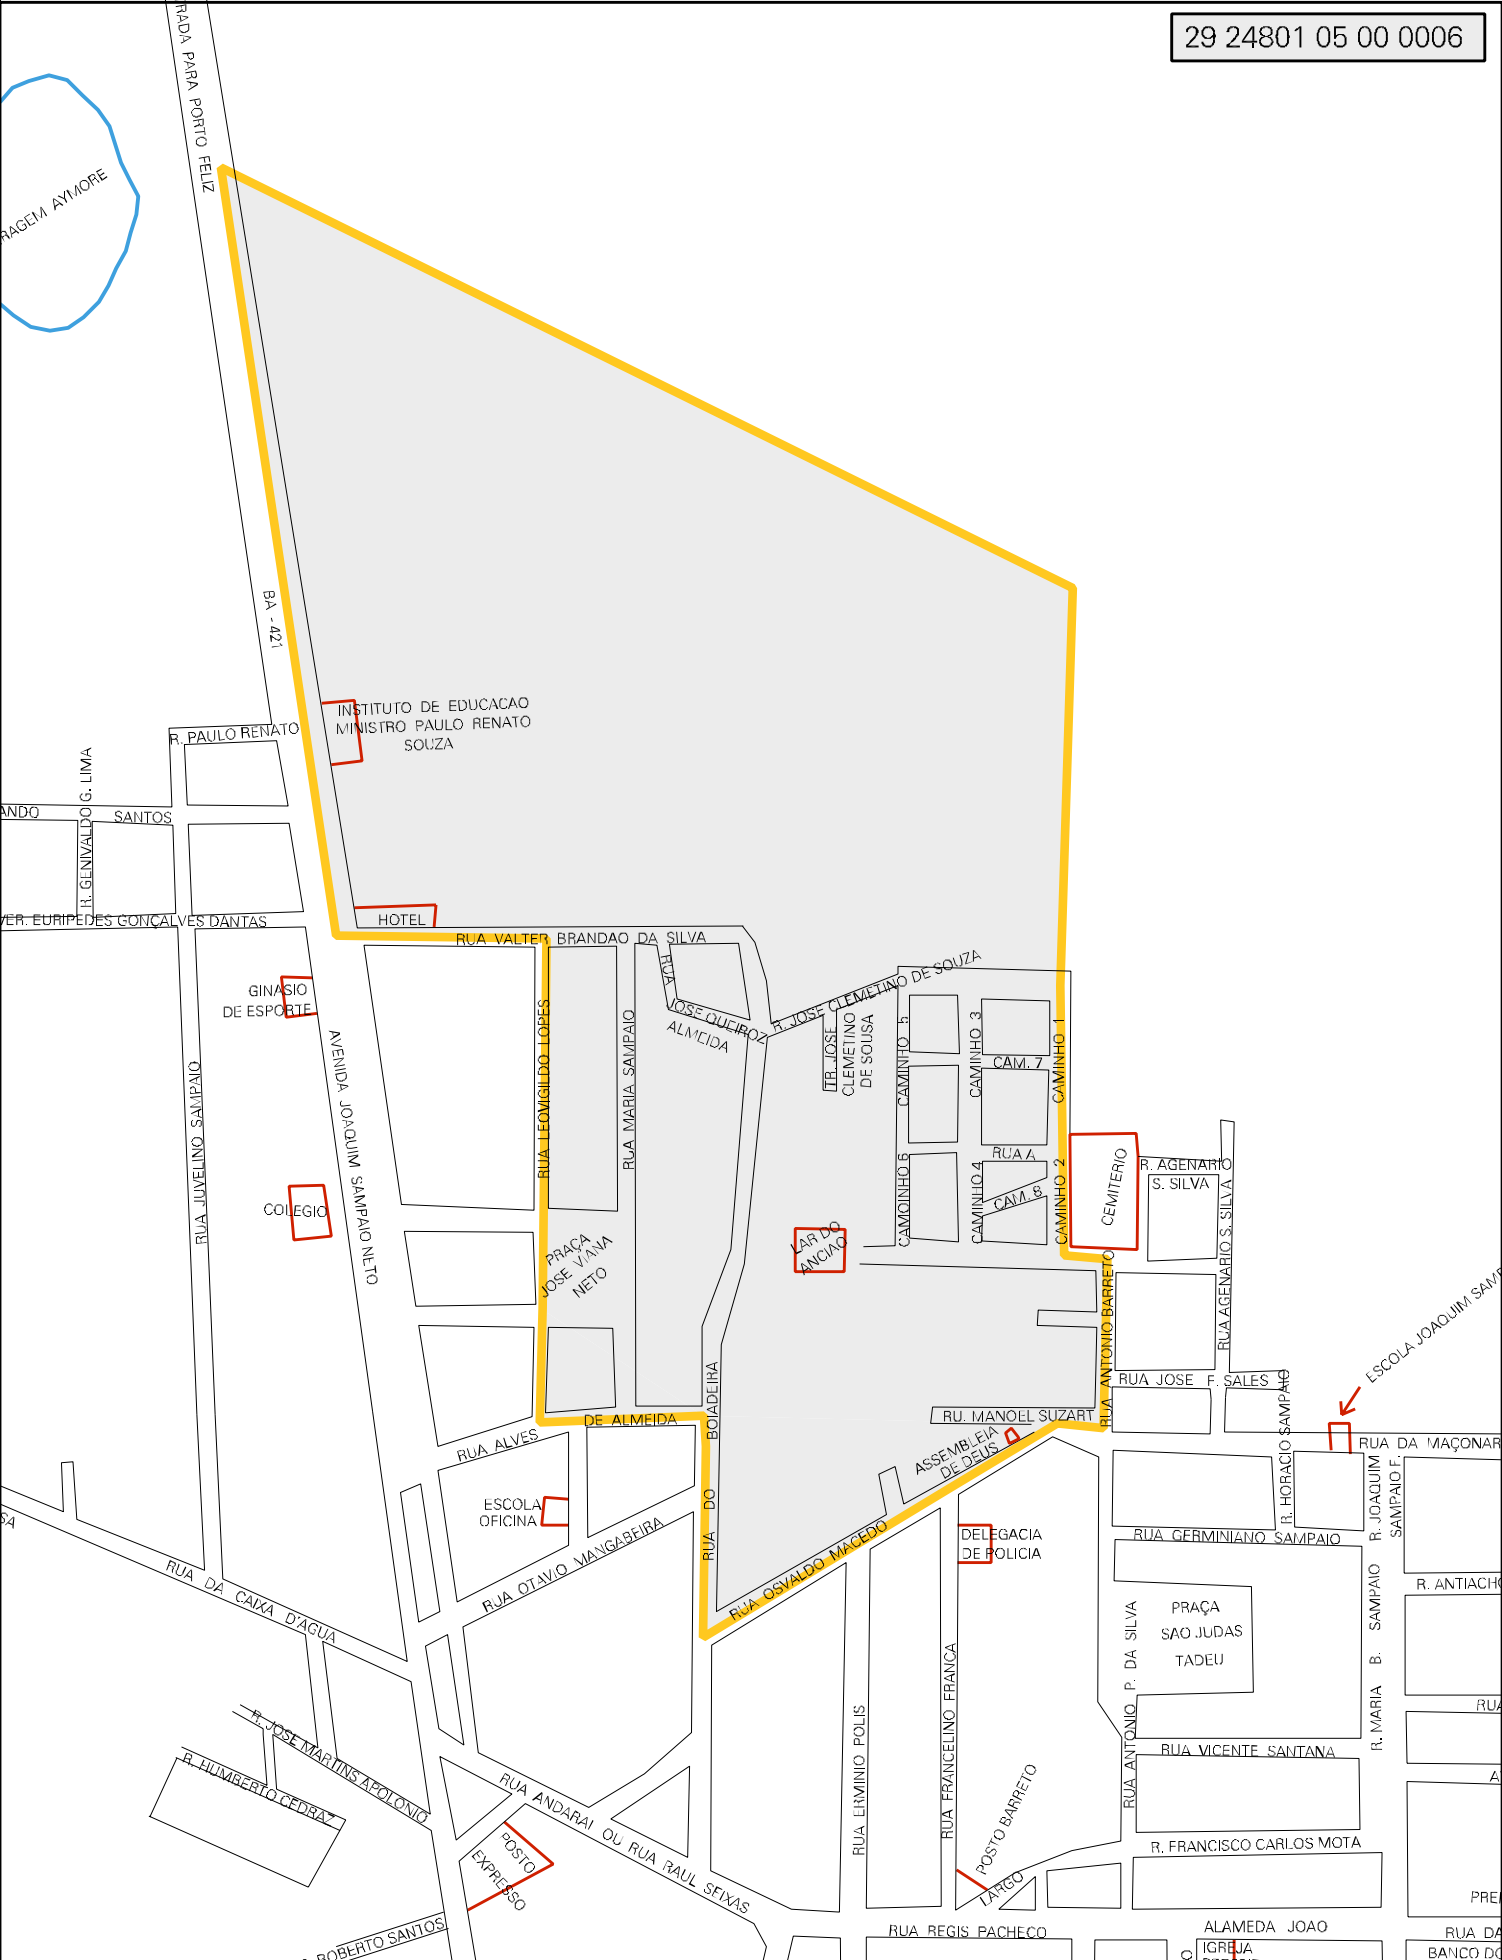 29 24801 05 00 0006
RADA PARA PORTO FELIZ
RAGEM AYMORE
BA - 421
INSTITUTO DE EDUCACAO
MINISTRO PAULO RENATO
SOUZA
R. PAULO RENATO
R. GENIVALDO G. LIMA
ANDO SANTOS
VER. EURIPEDES GONÇALVES DANTAS
HOTEL
RUA VALTER BRANDAO DA SILVA
RUA
JOSE QUEIROZ
ALMEIDA
R. JOSE CLEMETINO DE SOUZA
TR. JOSE
CLEMETINO
DE SOUSA
GINASIO
DE ESPORTE
RUA LEOVIGILDO LOPES
RUA MARIA SAMPAIO
CAMINHO 5
CAMINHO 3
CAMINHO 1
CAM. 7
RUA A
CAMOINHO 6
CAMINHO 4
CAM. 8
CAMINHO 2
CEMITERIO
R. AGENARIO
S. SILVA
RUA AGENARIO S. SILVA
RUA JUVELINO SAMPAIO
AVENIDA JOAQUIM SAMPAIO NETO
COLEGIO
PRAÇA
JOSE VIANA
NETO
LAR DO
ANCIAO
RUA ANTONIO BARRETO
ESCOLA JOAQUIM SAMP
RUA JOSE F. SALES
R. HORACIO SAMPAIO
RUA DO BOIADEIRA
DE ALMEIDA
RUA ALVES
RU. MANOEL SUZART
ASSEMBLEIA
DE DEUS
RUA DA MAÇONAR
R. JOAQUIM
SAMPAIO F.
ESCOLA
OFICINA
RUA OTAVIO MANGABEIRA
RUA OSVALDO MACEDO
DELEGACIA
DE POLICIA
RUA GERMINIANO SAMPAIO
SA
RUA DA CAIXA D'AGUA
R. ANTIACHO
PRAÇA
SAO JUDAS
TADEU
RUA ANTONIO P. DA SILVA
R. MARIA B. SAMPAIO
RUA
R. JOSE MARTINS APOLONIO
R. HUMBERTO CEDRAZ
RUA ERMINIO POLIS
RUA FRANCELINO FRANCA
RUA VICENTE SANTANA
RUA ANDARAI OU RUA RAUL SEIXAS
POSTO BARRETO
LARGO
R. FRANCISCO CARLOS MOTA
POSTO
EXPRESSO
PREI
ROBERTO SANTOS
RUA REGIS PACHECO
ALAMEDA JOAO
RUA DA
IGREJA
BANCO DO